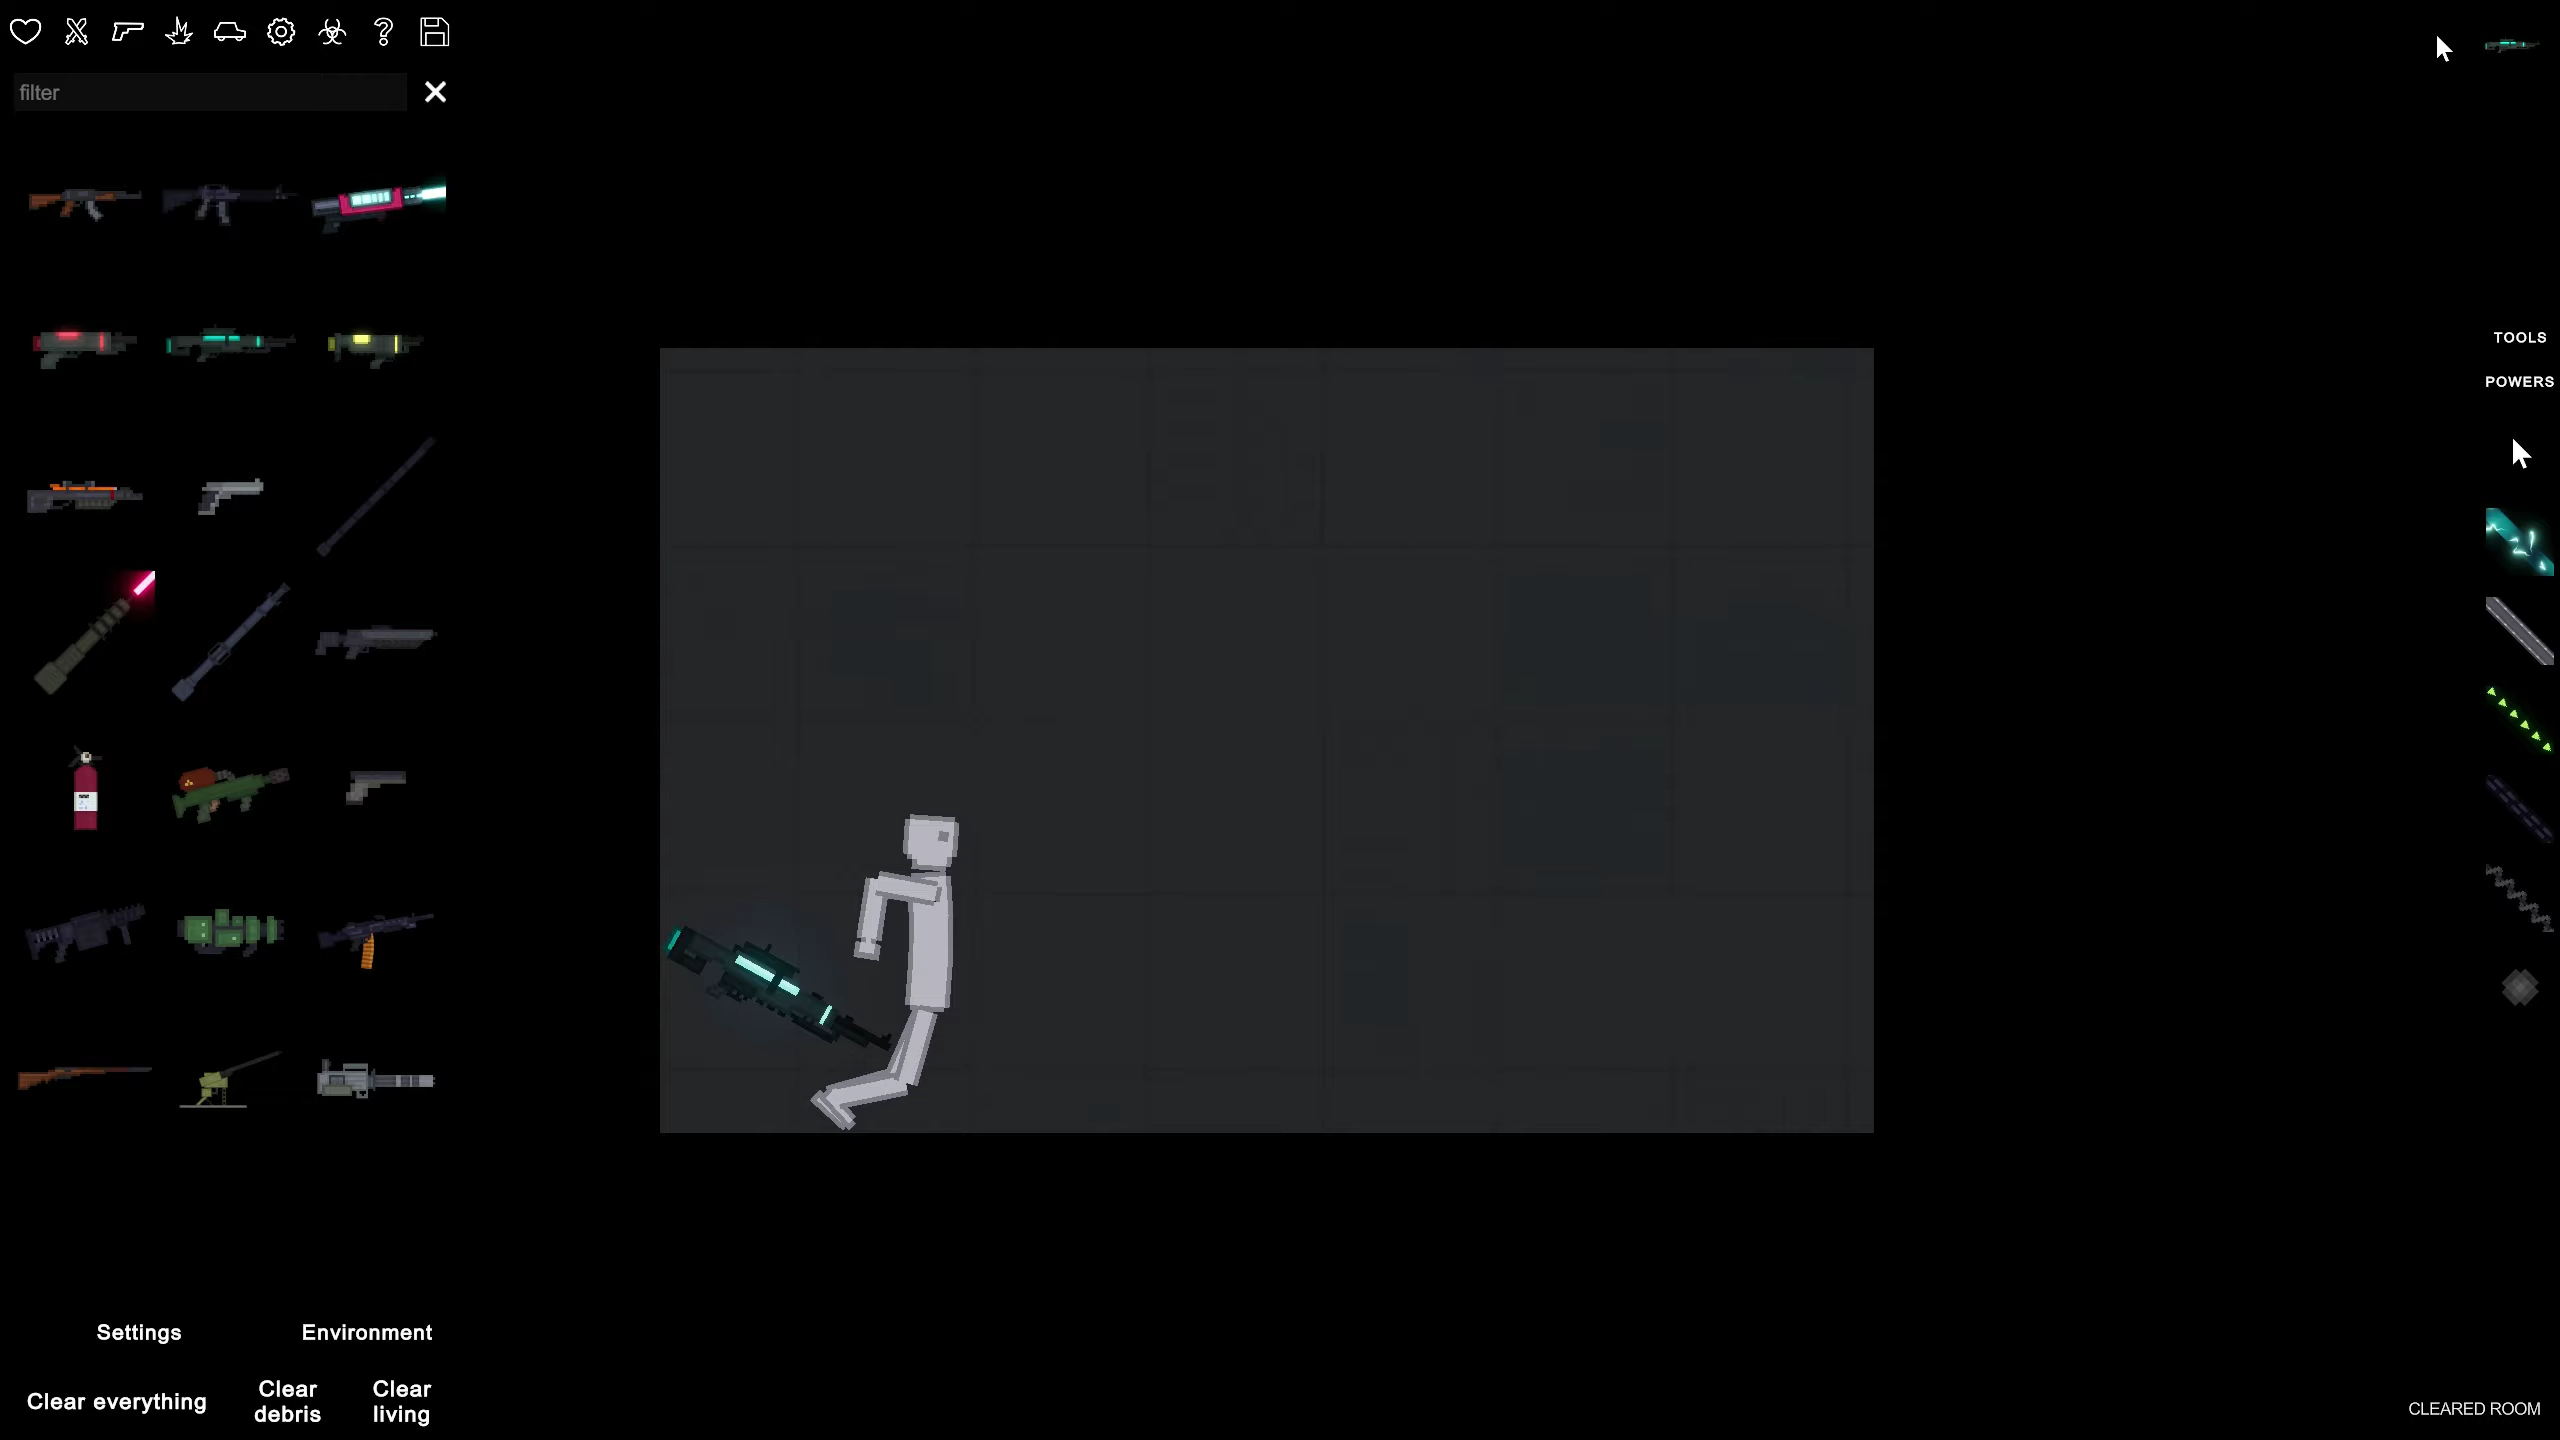 filter
TOOLS
POWERS
Settings
Environment
Clear everything
Clear
debris
Clear
living
CLEARED ROOM